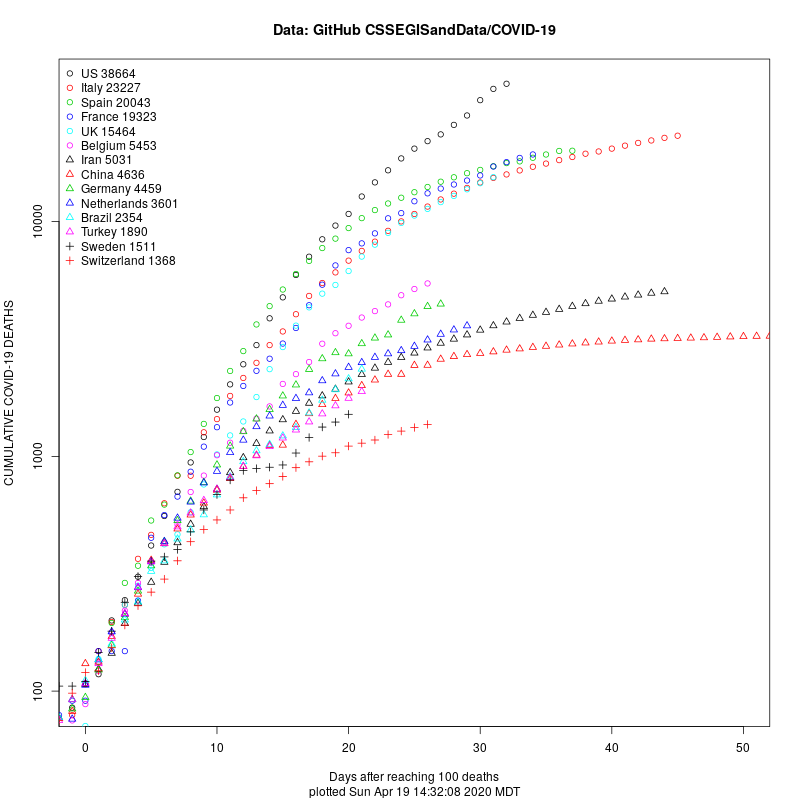 Data: GitHub CSSEGISandData/COVID-19
US 38664
Italy 23227
Spain 20043
France 19323
UK 15464
Belgium 5453
Iran 5031
China 4636
Germany 4459
Netherlands 3601
Brazil 2354
Turkey 1890
Sweden 1511
Switzerland 1368
CUMULATIVE COVID-19 DEATHS
10000
1000
100
0 10 20 30 40 50
Days after reaching 100 deaths
plotted Sun Apr 19 14:32:08 2020 MDT